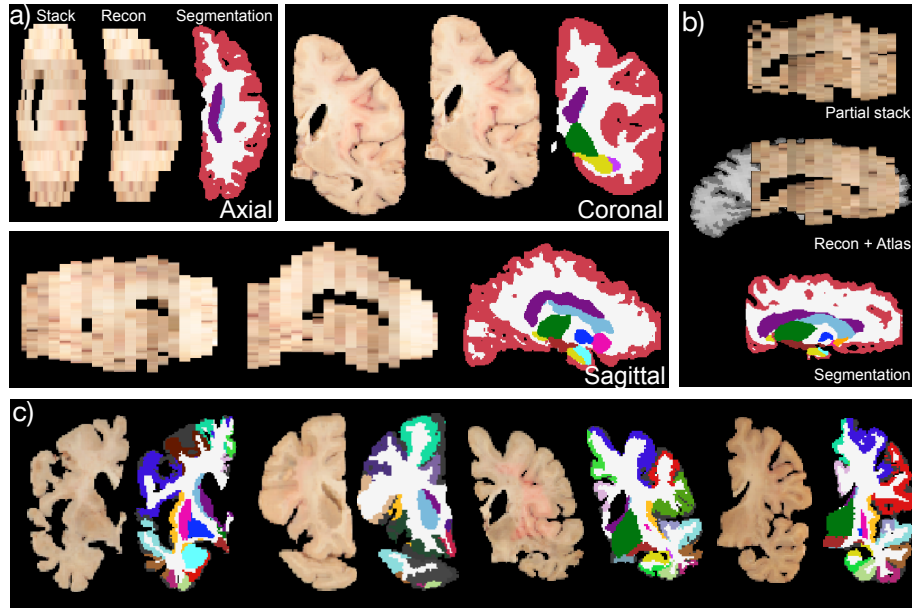 a)
Stack
Recon
Segmentation
Axial
Coronal
Sagittal
b)
Partial stack
Recon + Atlas
Segmentation
c)